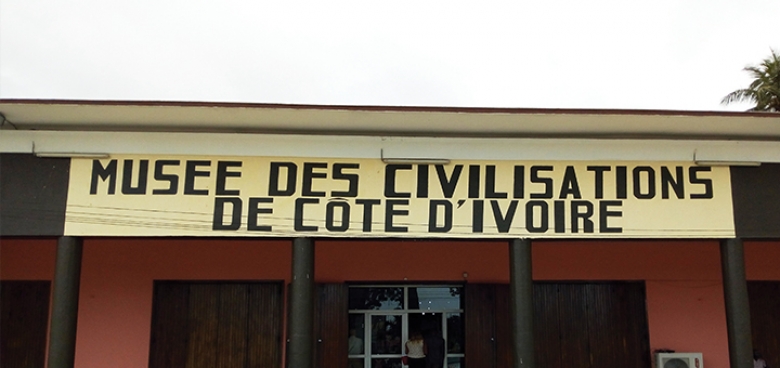 MUSEE DES CIVILISATIONS
DE CÔTE D'IVOIRE